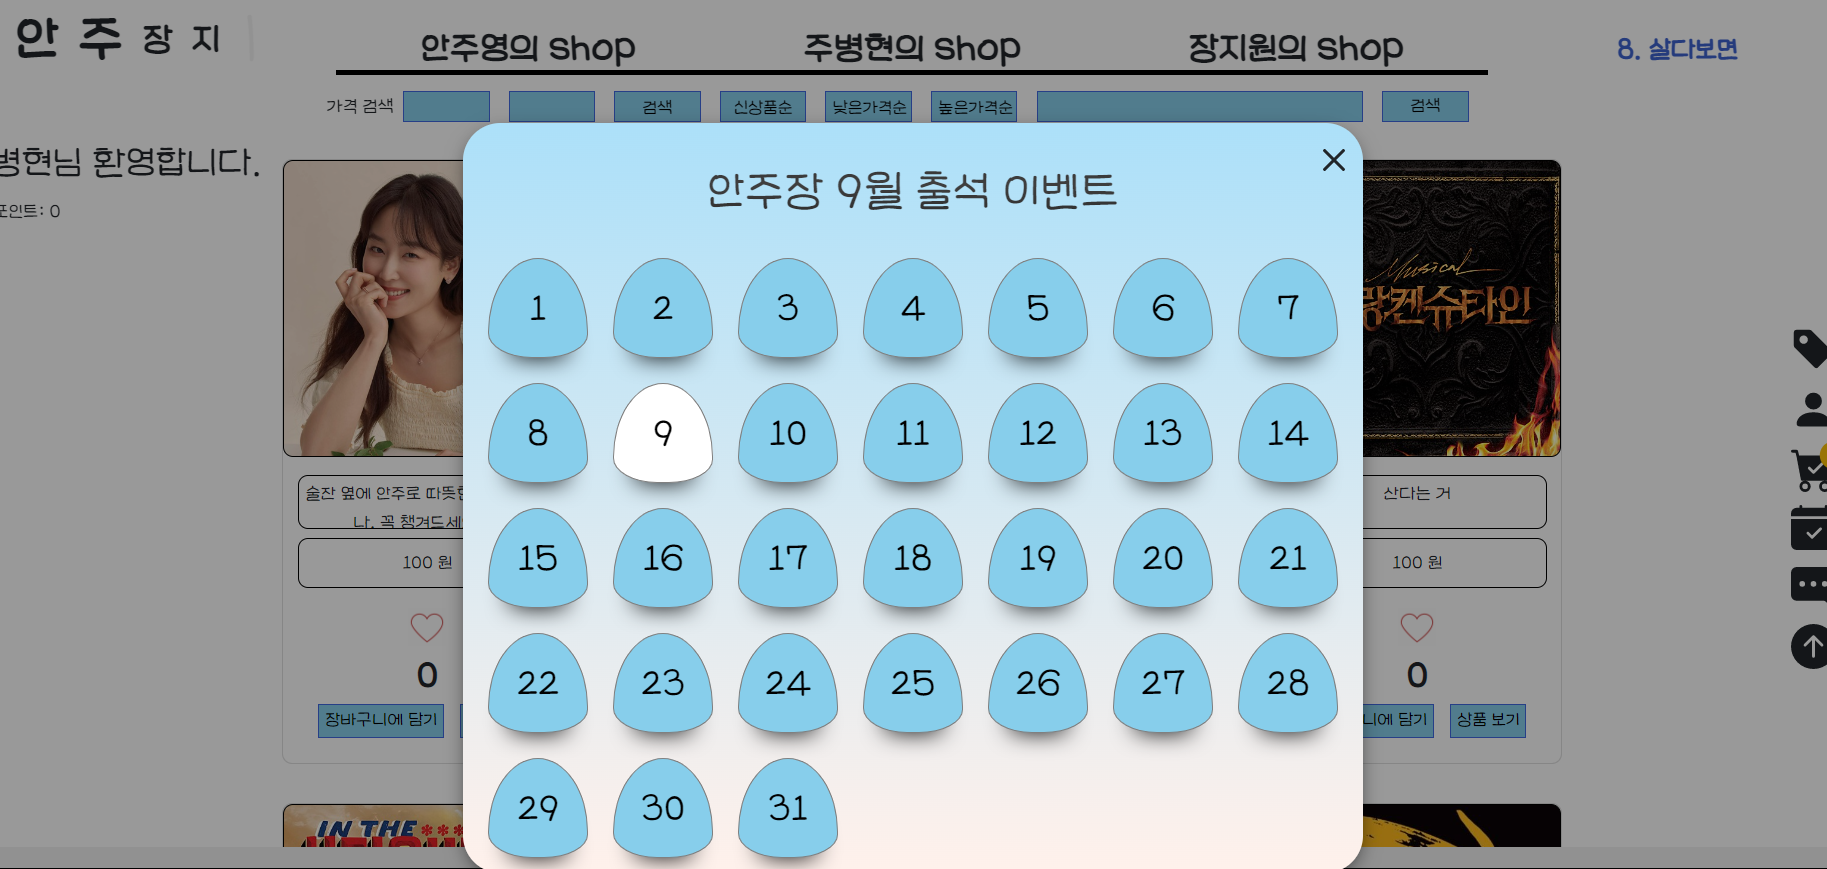 안 주 장 지
안주영의 shop
주병현의 shop
장지원의 shop
8. 살다보면
가격 검색
검색
신상품순
낮은가격순
높은가격순
검색
병현님 환영합니다.
포인트: 0
안주장 9월 출석 이벤트
1 2 3 4 5 6 7
8 9 10 11 12 13 14
15 16 17 18 19 20 21
22 23 24 25 26 27 28
29 30 31
술잔 옆에 안주로 따뜻한
나. 꼭 챙겨드세
100 원
0
장바구니에 담기
IN THE
Musical
랑켄슈타인
산다는 거
100 원
0
니에 담기
상품 보기